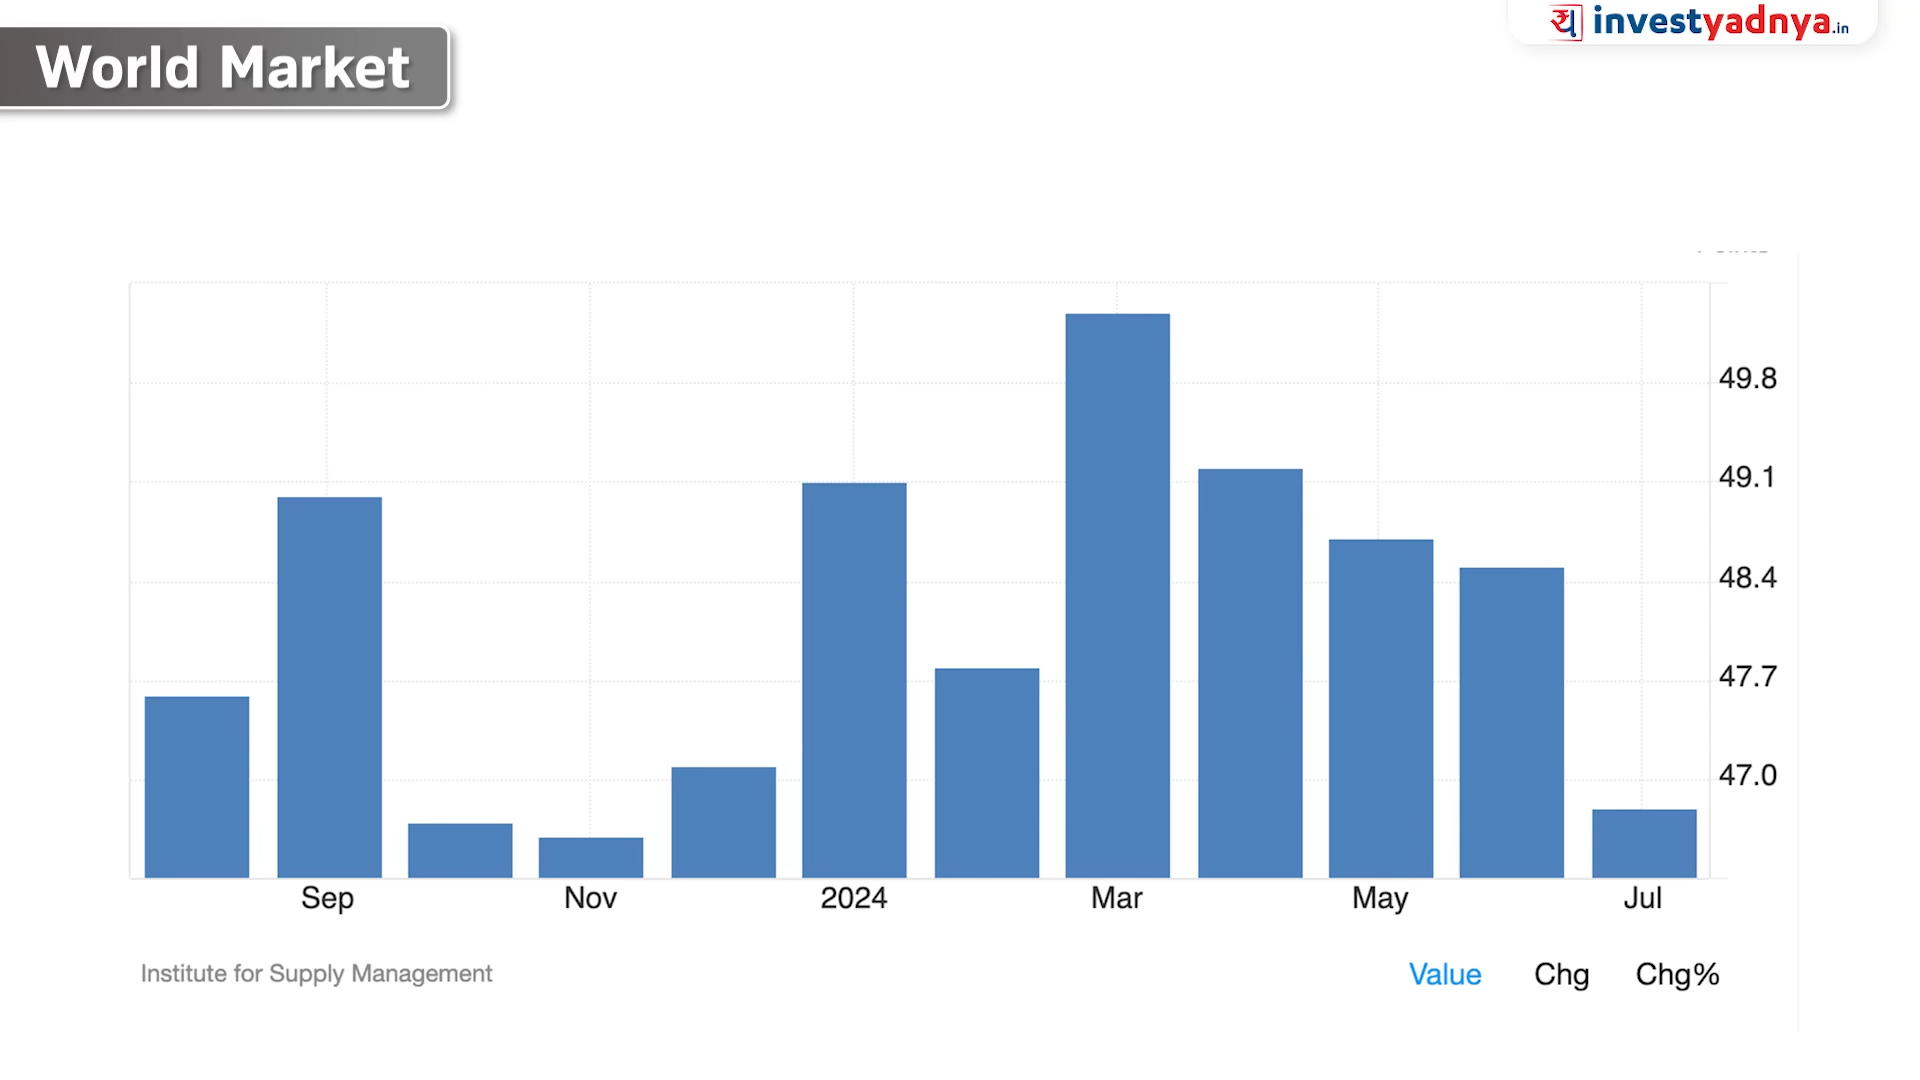 investyadnya.in
World Market
49.8
49.1
48.4
47.7
47.0
Sep Nov 2024 Mar May Jul
Institute for Supply Management
Value Chg Chg%